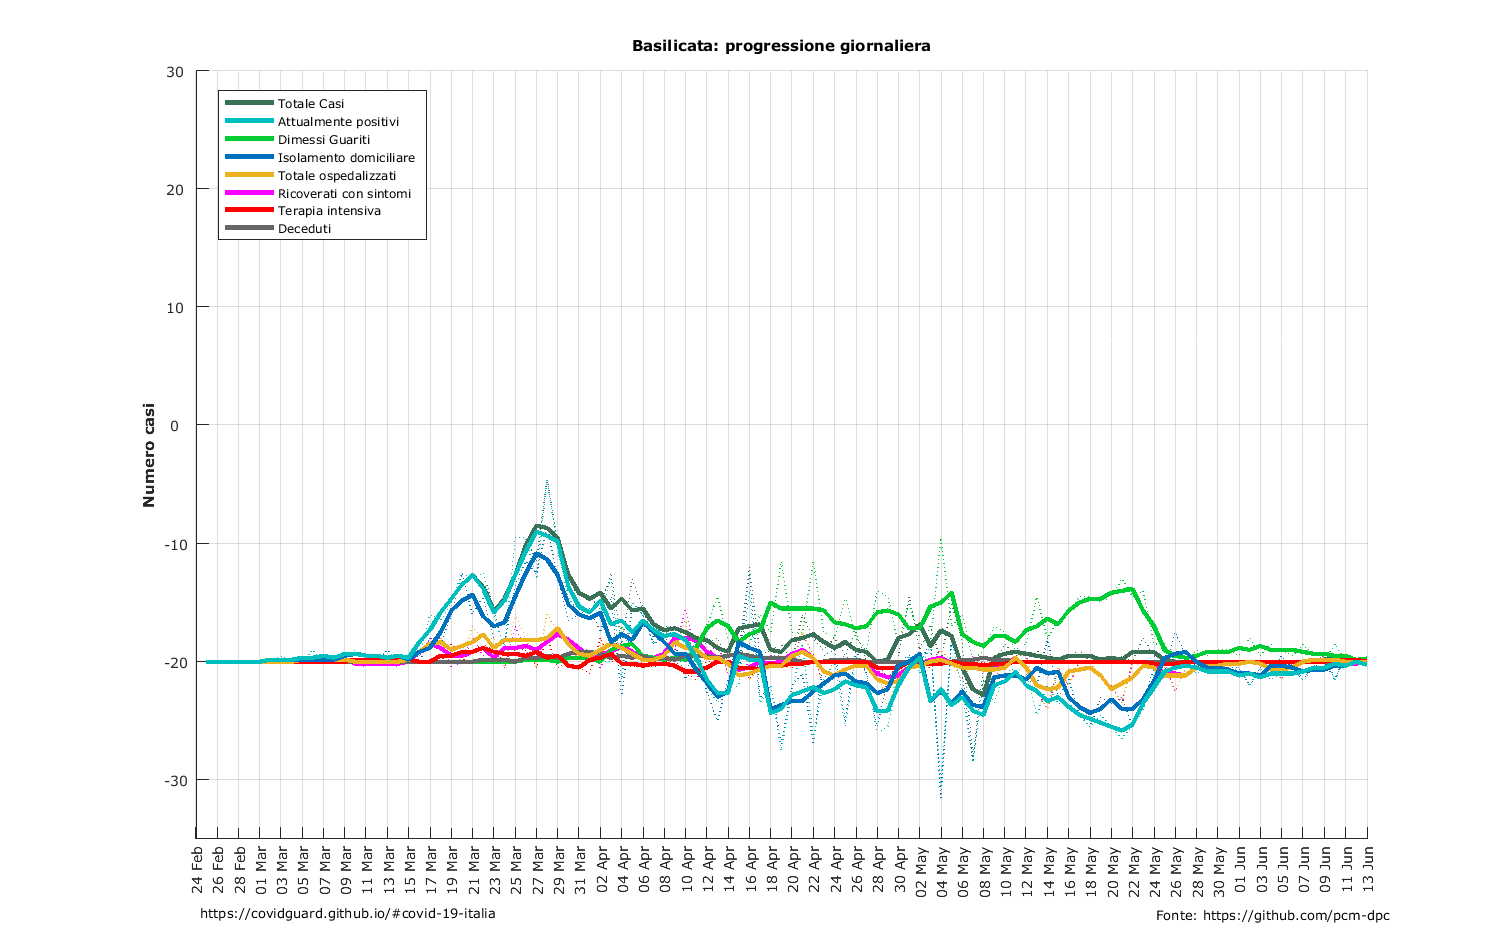 Basilicata: progressione giornaliera
Numero casi
30
20
10
0
-10
-20
-30
Totale Casi
Attualmente positivi
Dimessi Guariti
Isolamento domiciliare
Totale ospedalizzati
Ricoverati con sintomi
Terapia intensiva
Deceduti
24 Feb
26 Feb
28 Feb
01 Mar
03 Mar
05 Mar
07 Mar
09 Mar
11 Mar
13 Mar
15 Mar
17 Mar
19 Mar
21 Mar
23 Mar
25 Mar
27 Mar
29 Mar
31 Mar
02 Apr
04 Apr
06 Apr
08 Apr
10 Apr
12 Apr
14 Apr
16 Apr
18 Apr
20 Apr
22 Apr
24 Apr
26 Apr
28 Apr
30 Apr
02 May
04 May
06 May
08 May
10 May
12 May
14 May
16 May
18 May
20 May
22 May
24 May
26 May
28 May
30 May
01 Jun
03 Jun
05 Jun
07 Jun
09 Jun
11 Jun
13 Jun
https://covidguard.github.io/#covid-19-italia
Fonte: https://github.com/pcm-dpc